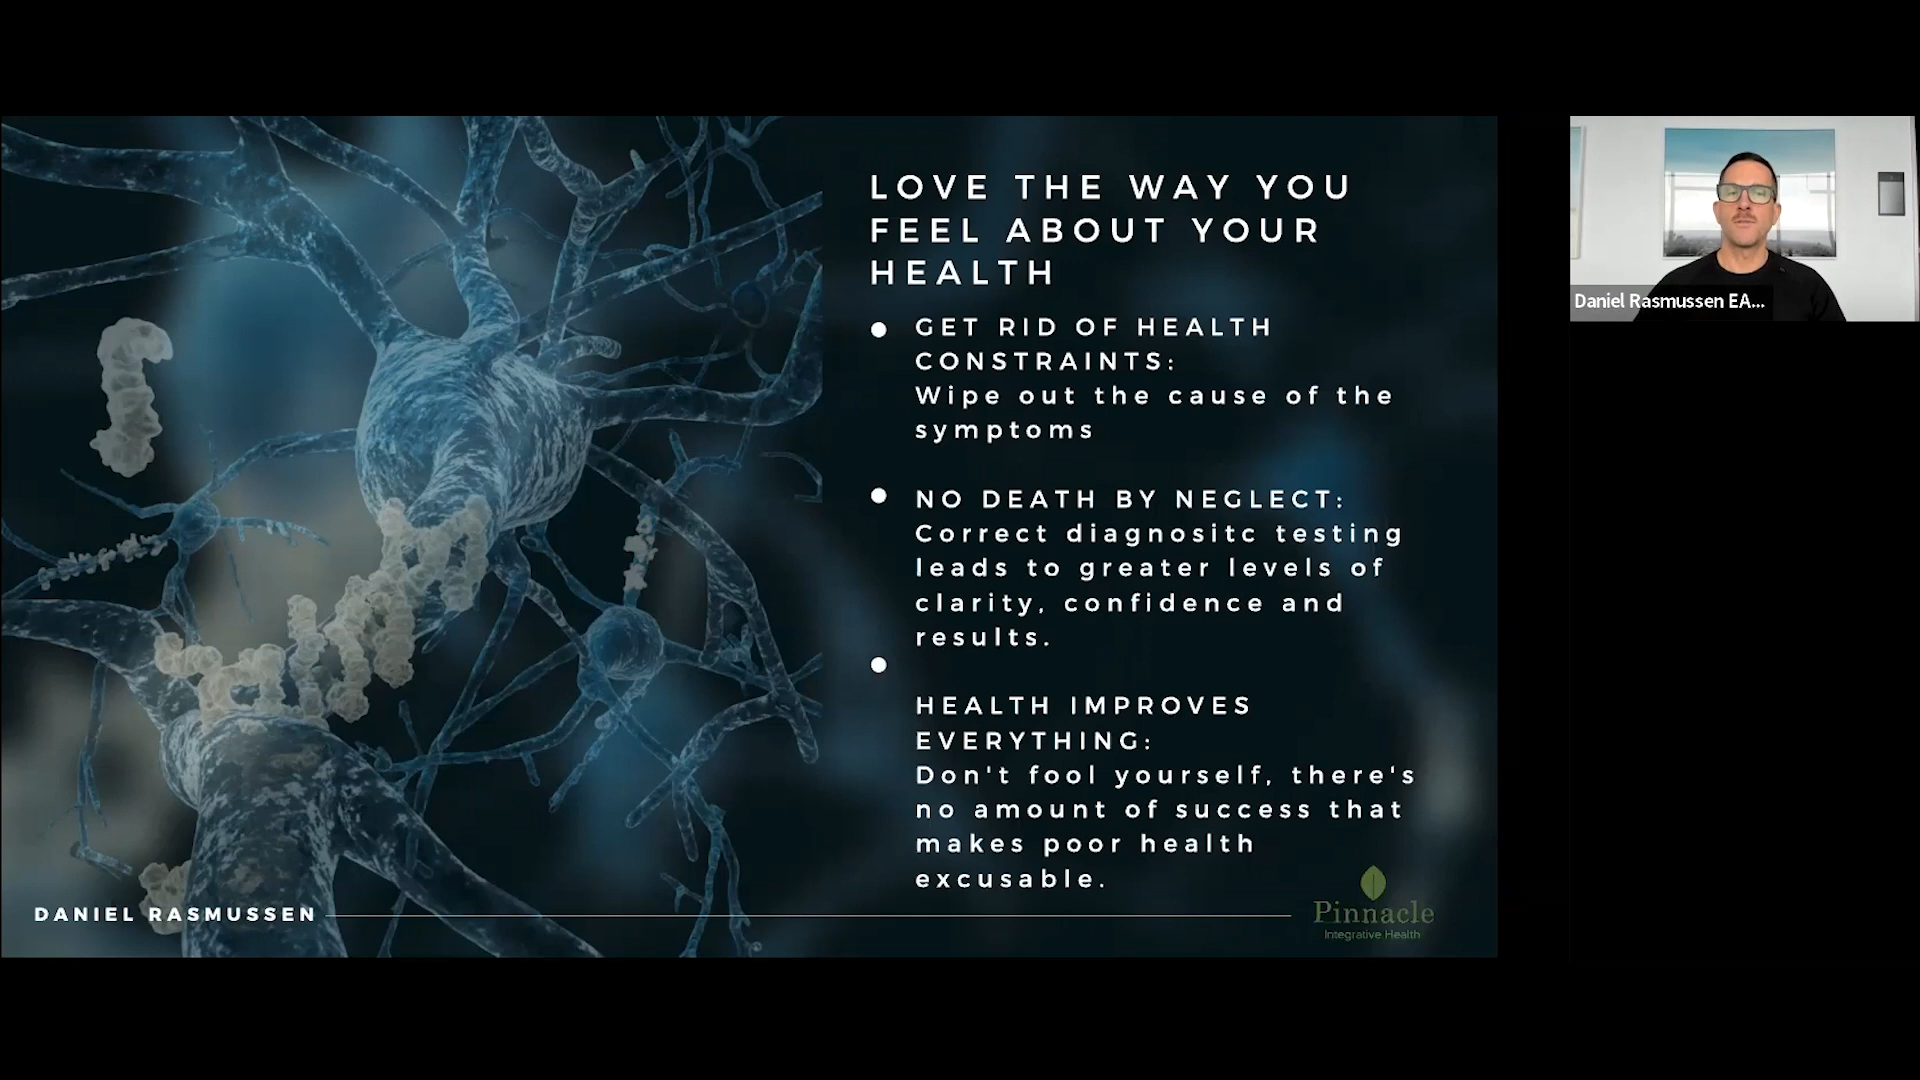 LOVE THE WAY YOU
FEEL ABOUT YOUR
HEALTH
GET RID OF HEALTH
CONSTRAINTS:
Wipe out the cause of the
symptoms
NO DEATH BY NEGLECT:
Correct diagnositc testing
leads to greater levels of
clarity, confidence and
results.
HEALTH IMPROVES
EVERYTHING:
Don't fool yourself, there's
no amount of success that
makes poor health
excusable.
DANIEL RASMUSSEN
Pinnacle
Integrative Health
Daniel Rasmussen EA...